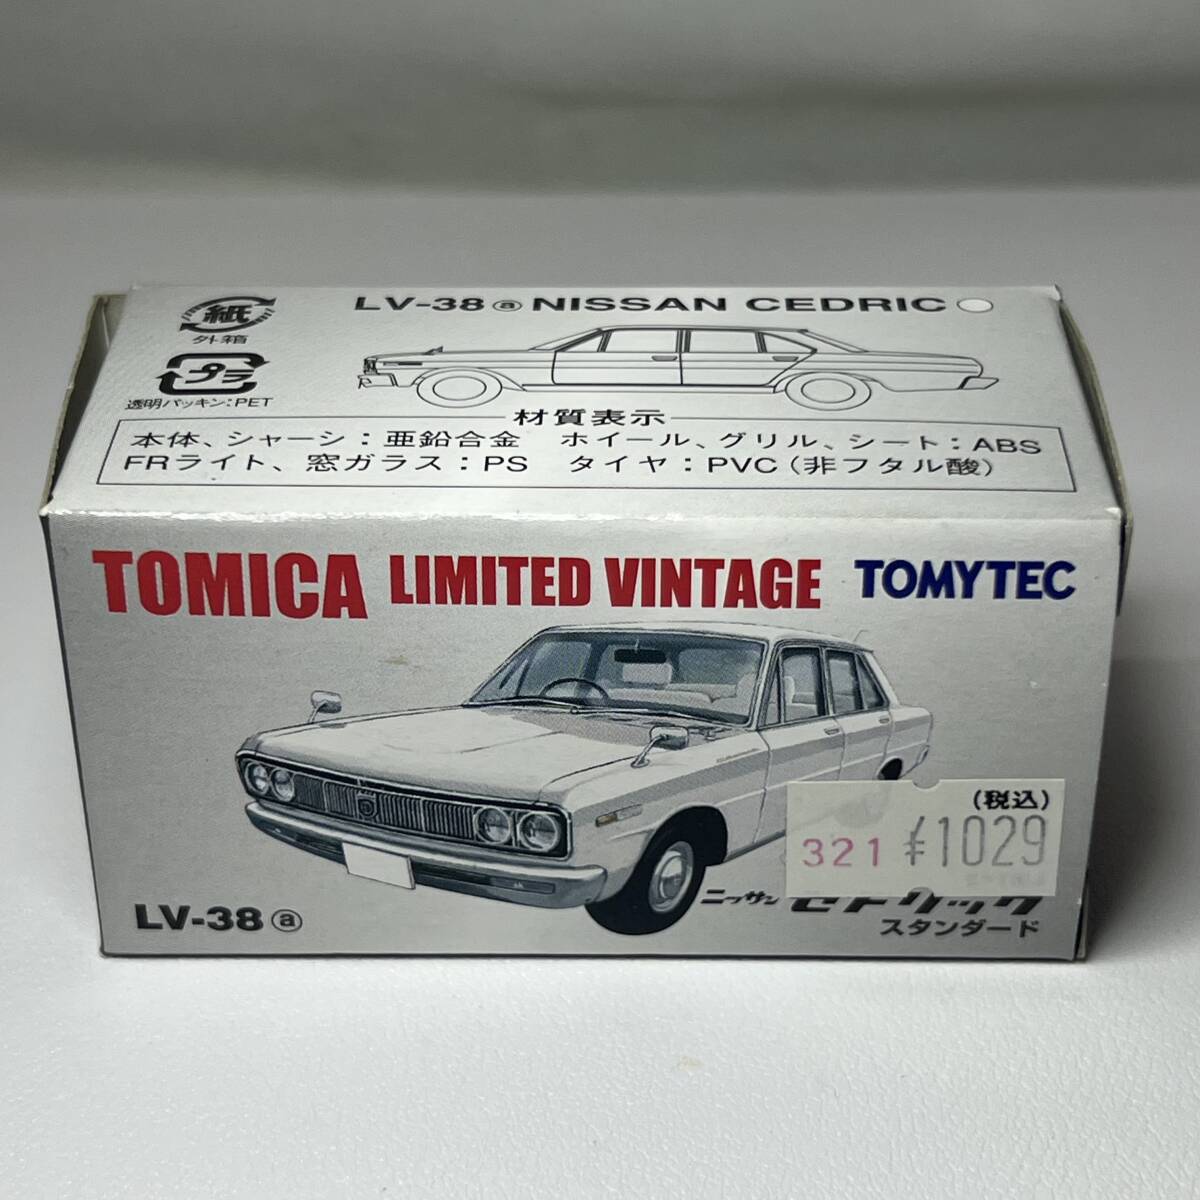 LV-38 ⓐ NISSAN CEDRIC
紙
外箱
プラ
透明パッキン:PET
材質表示
本体、シャーシ:亜鉛合金 ホイール、グリル、シート:ABS
FRライト、窓ガラス:PS タイヤ:PVC(非フタル酸)
TOMICA LIMITED VINTAGE TOMYTEC
(税込)
321 ¥1029
LV-38 ⓐ
ニッサン セドリック
スタンダード